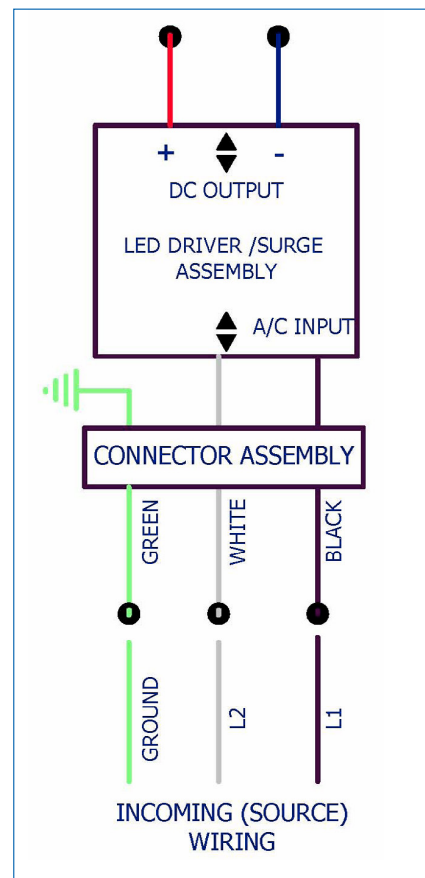 + -
DC OUTPUT
LED DRIVER /SURGE
ASSEMBLY
A/C INPUT
CONNECTOR ASSEMBLY
GREEN
WHITE
BLACK
GROUND
L2
L1
INCOMING (SOURCE)
WIRING